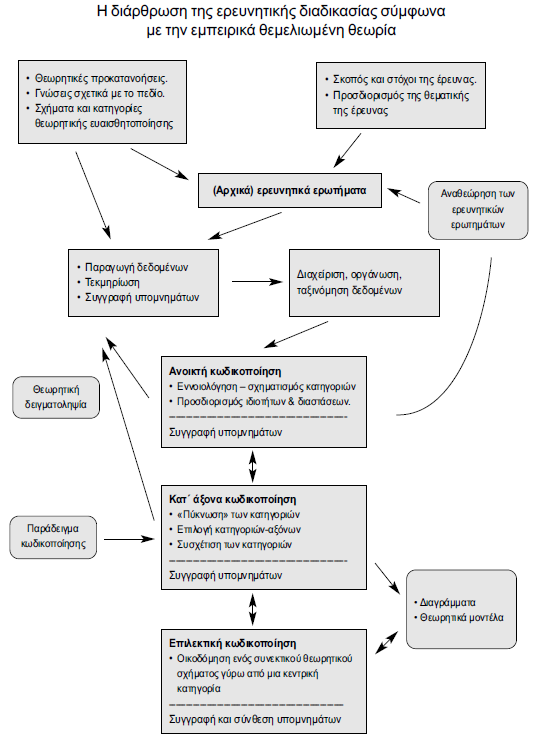 Η διάρθρωση της ερευνητικής διαδικασίας σύμφωνα
με την εμπειρικά θεμελιωμένη θεωρία
• Θεωρητικές προκατανοήσεις.
• Γνώσεις σχετικά με το πεδίο.
• Σχήματα και κατηγορίες
θεωρητικής ευαισθητοποίησης
• Σκοπός και στόχοι της έρευνας.
• Προσδιορισμός της θεματικής
της έρευνας
(Αρχικά) ερευνητικά ερωτήματα
Αναθεώρηση των
ερευνητικών
ερωτημάτων
• Παραγωγή δεδομένων
• Τεκμηρίωση
• Συγγραφή υπομνημάτων
Διαχείριση, οργάνωση,
ταξινόμηση δεδομένων
Ανοικτή κωδικοποίηση
• Εννοιολόγηση – σχηματισμός κατηγοριών
• Προσδιορισμός ιδιοτήτων & διαστάσεων.
Συγγραφή υπομνημάτων
Θεωρητική
δειγματοληψία
Κατ΄ άξονα κωδικοποίηση
• «Πύκνωση» των κατηγοριών
• Επιλογή κατηγοριών-αξόνων
• Συσχέτιση των κατηγοριών
Συγγραφή υπομνημάτων
Παράδειγμα
κωδικοποίησης
• Διαγράμματα
• Θεωρητικά μοντέλα
Επιλεκτική κωδικοποίηση
• Οικοδόμηση ενός συνεκτικού θεωρητικού
σχήματος γύρω από μια κεντρική
κατηγορία
Συγγραφή και σύνθεση υπομνημάτων